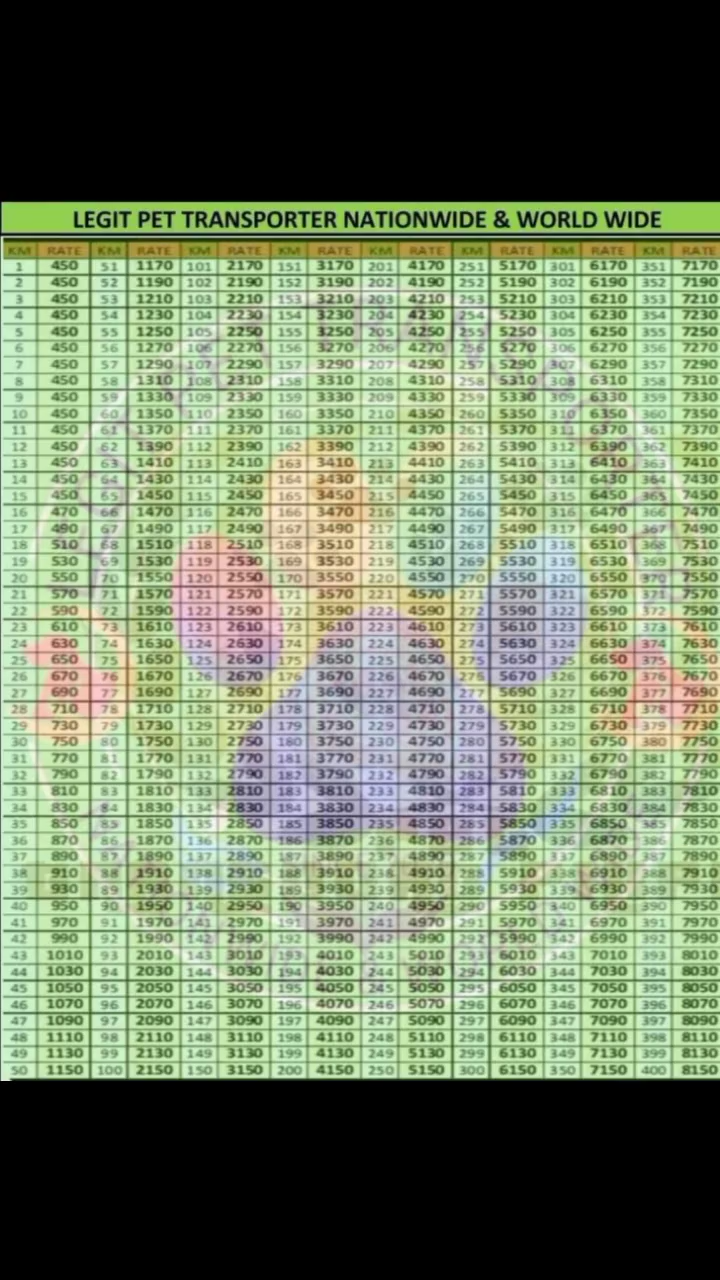 LEGIT PET TRANSPORTER NATIONWIDE & WORLD WIDE
KM RATE KM RATE KM RATE KM RATE KM RATE KM RATE KM RATE KM RATE
1 450 51 1170 101 2170 151 3170 201 4170 251 5170 301 6170 351 7170
2 450 52 1190 102 2190 152 3190 202 4190 252 5190 302 6190 352 7190
3 450 53 1210 103 2210 153 3210 203 4210 253 5210 303 6210 353 7210
4 450 54 1230 104 2230 154 3230 204 4230 254 5230 304 6230 354 7230
5 450 55 1250 105 2250 155 3250 205 4250 255 5250 305 6250 355 7250
6 450 56 1270 106 2270 156 3270 206 4270 256 5270 306 6270 356 7270
7 450 57 1290 107 2290 157 3290 207 4290 257 5290 307 6290 357 7290
8 450 58 1310 108 2310 158 3310 208 4310 258 5310 308 6310 358 7310
9 450 59 1330 109 2330 159 3330 209 4330 259 5330 309 6330 359 7330
10 450 60 1350 110 2350 160 3350 210 4350 260 5350 310 6350 360 7350
11 450 61 1370 111 2370 161 3370 211 4370 261 5370 311 6370 361 7370
12 450 62 1390 112 2390 162 3390 212 4390 262 5390 312 6390 362 7390
13 450 63 1410 113 2410 163 3410 213 4410 263 5410 313 6410 363 7410
14 450 64 1430 114 2430 164 3430 214 4430 264 5430 314 6430 364 7430
15 450 65 1450 115 2450 165 3450 215 4450 265 5450 315 6450 365 7450
16 470 66 1470 116 2470 166 3470 216 4470 266 5470 316 6470 366 7470
17 490 67 1490 117 2490 167 3490 217 4490 267 5490 317 6490 367 7490
18 510 68 1510 118 2510 168 3510 218 4510 268 5510 318 6510 368 7510
19 530 69 1530 119 2530 169 3530 219 4530 269 5530 319 6530 369 7530
20 550 70 1550 120 2550 170 3550 220 4550 270 5550 320 6550 370 7550
21 570 71 1570 121 2570 171 3570 221 4570 271 5570 321 6570 371 7570
22 590 72 1590 122 2590 172 3590 222 4590 272 5590 322 6590 372 7590
23 610 73 1610 123 2610 173 3610 223 4610 273 5610 323 6610 373 7610
24 630 74 1630 124 2630 174 3630 224 4630 274 5630 324 6630 374 7630
25 650 75 1650 125 2650 175 3650 225 4650 275 5650 325 6650 375 7650
26 670 76 1670 126 2670 176 3670 226 4670 276 5670 326 6670 376 7670
27 690 77 1690 127 2690 177 3690 227 4690 277 5690 327 6690 377 7690
28 710 78 1710 128 2710 178 3710 228 4710 278 5710 328 6710 378 7710
29 730 79 1730 129 2730 179 3730 229 4730 279 5730 329 6730 379 7730
30 750 80 1750 130 2750 180 3750 230 4750 280 5750 330 6750 380 7750
31 770 81 1770 131 2770 181 3770 231 4770 281 5770 331 6770 381 7770
32 790 82 1790 132 2790 182 3790 232 4790 282 5790 332 6790 382 7790
33 810 83 1810 133 2810 183 3810 233 4810 283 581 333 6810 383 7810
34 830 84 1830 134 2830 184 3830 234 4830 284 5830 334 6830 384 7830
35 850 85 1850 135 2850 185 3850 235 4850 285 5850 335 6850 385 7850
36 870 86 1870 136 2870 186 3870 236 4870 286 5870 336 6870 386 7870
37 890 87 1890 137 2890 187 3890 237 4890 287 5890 337 6890 387 7890
38 910 88 1910 138 2910 188 3910 238 4910 288 5910 338 6910 388 7910
39 930 89 1930 139 2930 189 3930 239 4930 289 5930 339 6930 389 7930
40 950 90 1950 140 2950 190 3950 240 4950 290 5950 340 6950 390 7950
41 970 91 1970 141 2970 191 3970 241 4970 291 5970 341 6970 391 7970
42 990 92 1990 142 2990 192 3990 242 4990 292 5990 342 6990 392 7990
43 1010 93 2010 143 3010 193 4010 243 5010 293 6010 343 7010 393 8010
44 1030 94 2030 144 3030 194 4030 244 5030 294 6030 344 7030 394 8030
45 1050 95 2050 145 3050 195 4050 245 5050 295 6050 345 7050 395 8050
46 1070 96 2070 146 3070 196 4070 246 5070 296 6070 346 7070 396 8070
47 1090 97 2090 147 3090 197 4090 247 5090 297 6090 347 7090 397 8090
48 1110 98 2110 148 3110 198 4110 248 5110 298 6110 348 7110 398 8110
49 1130 99 2130 149 3130 199 4130 249 5130 299 6130 349 7130 399 8130
50 1150 100 2150 150 3150 200 4150 250 5150 300 6150 350 7150 400 8150